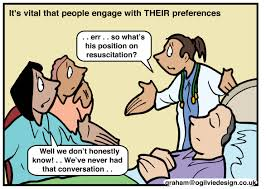 It's vital that people engage with THEIR preferences
. . err . . so what's
his position on
resuscitation?
Well we don't honestly
know! . . We've never had
that conversation . .
graham@ogilviedesign.co.uk